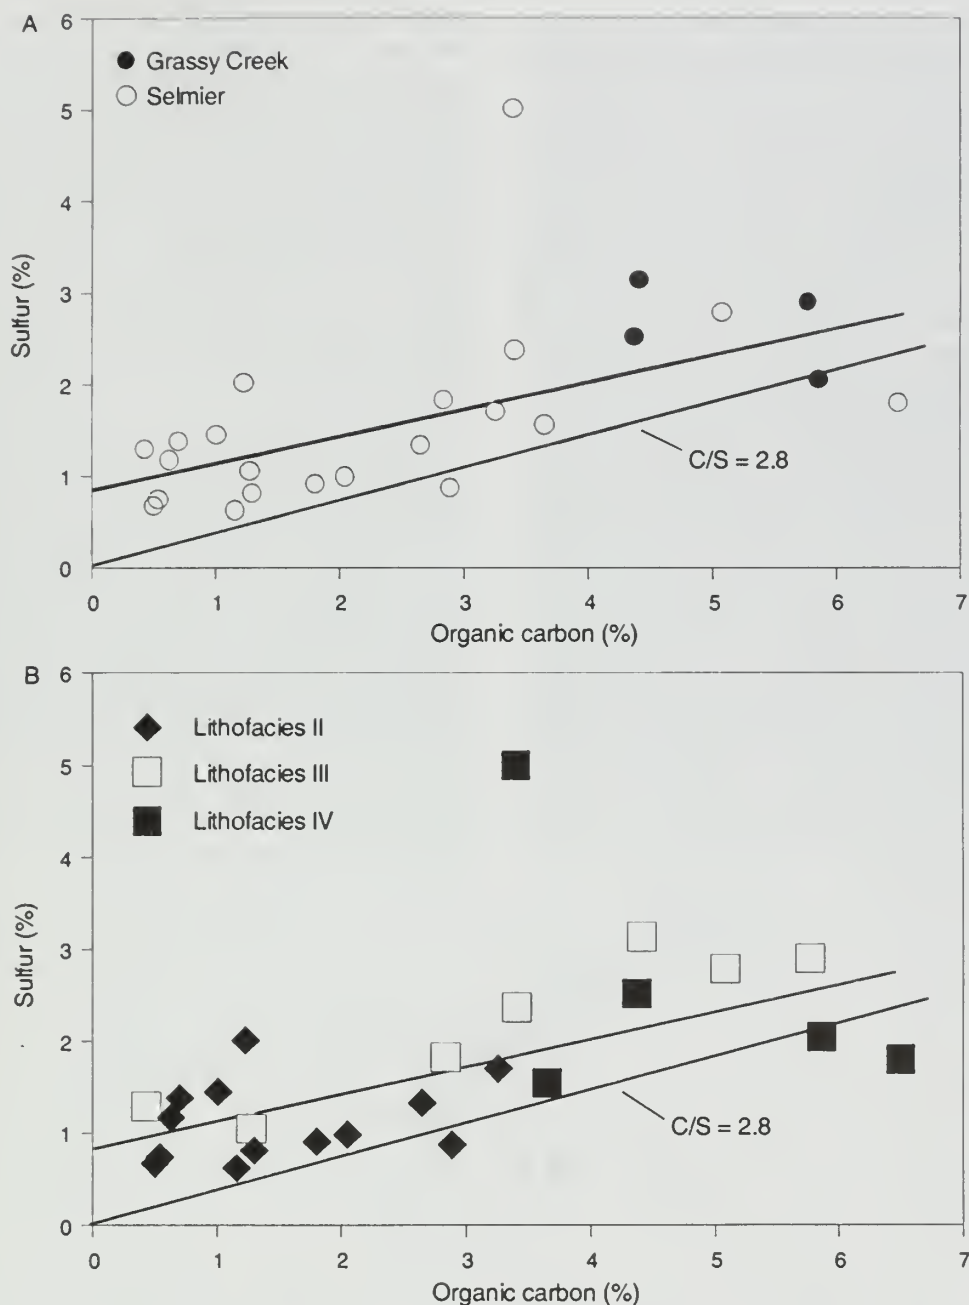 A
6
Grassy Creek
Selmier
5
4
3
2
1
0
Sulfur (%)
C/S = 2.8
0 1 2 3 4 5 6 7
Organic carbon (%)
B
6
Lithofacies II
Lithofacies III
Lithofacies IV
5
4
3
2
1
0
Sulfur (%)
C/S = 2.8
0 1 2 3 4 5 6 7
Organic carbon (%)